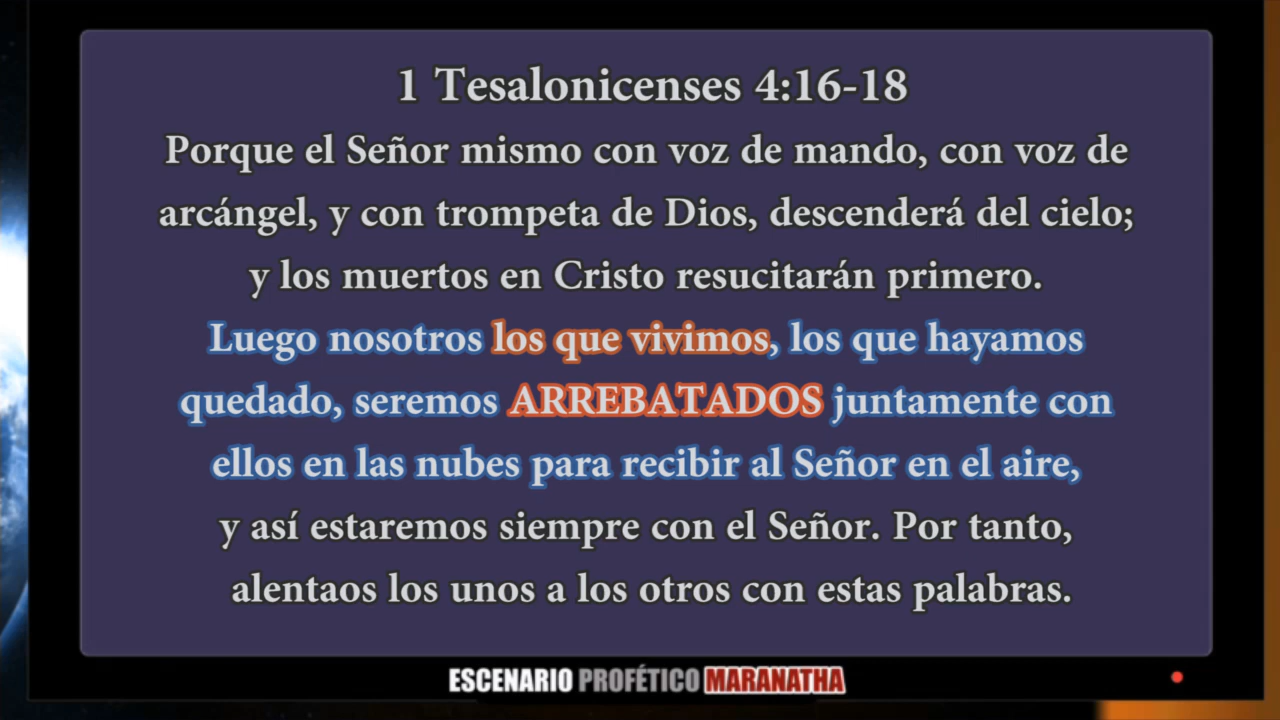 1 Tesalonicenses 4:16-18
Porque el Señor mismo con voz de mando, con voz de
arcángel, y con trompeta de Dios, descenderá del cielo;
y los muertos en Cristo resucitarán primero.
Luego nosotros los que vivimos, los que hayamos
quedado, seremos ARREBATADOS juntamente con
ellos en las nubes para recibir al Señor en el aire,
y así estaremos siempre con el Señor. Por tanto,
alentaos los unos a los otros con estas palabras.
ESCENARIO PROFÉTICO MARANATHA